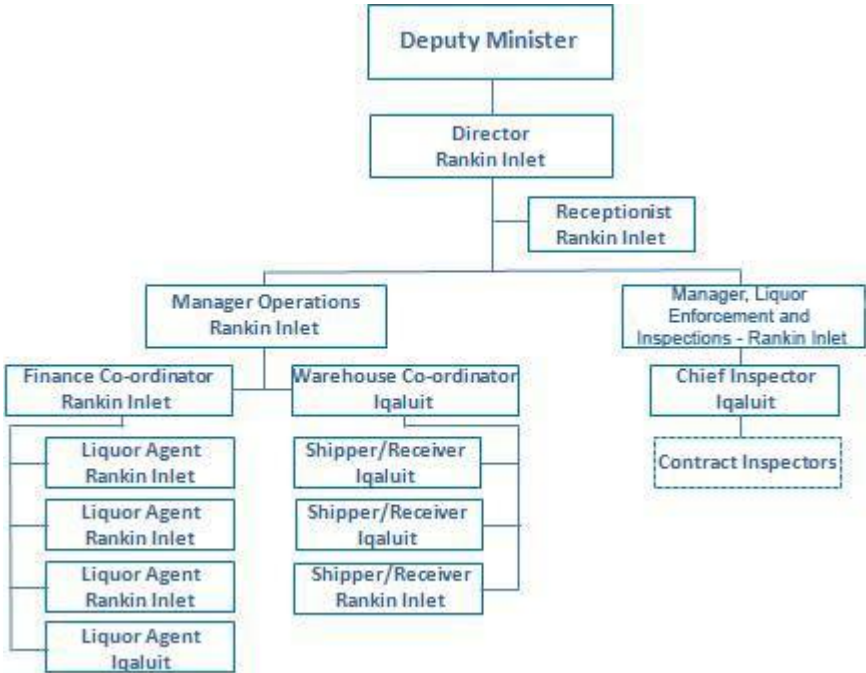 Deputy Minister
Director
Rankin Inlet
Receptionist
Rankin Inlet
Manager Operations
Rankin Inlet
Manager, Liquor
Enforcement and
Inspections - Rankin Inlet
Finance Co-ordinator
Rankin Inlet
Warehouse Co-ordinator
Iqaluit
Chief Inspector
Iqaluit
Liquor Agent
Rankin Inlet
Liquor Agent
Rankin Inlet
Liquor Agent
Rankin Inlet
Liquor Agent
Iqaluit
Shipper/Receiver
Iqaluit
Shipper/Receiver
Iqaluit
Shipper/Receiver
Rankin Inlet
Contract Inspectors